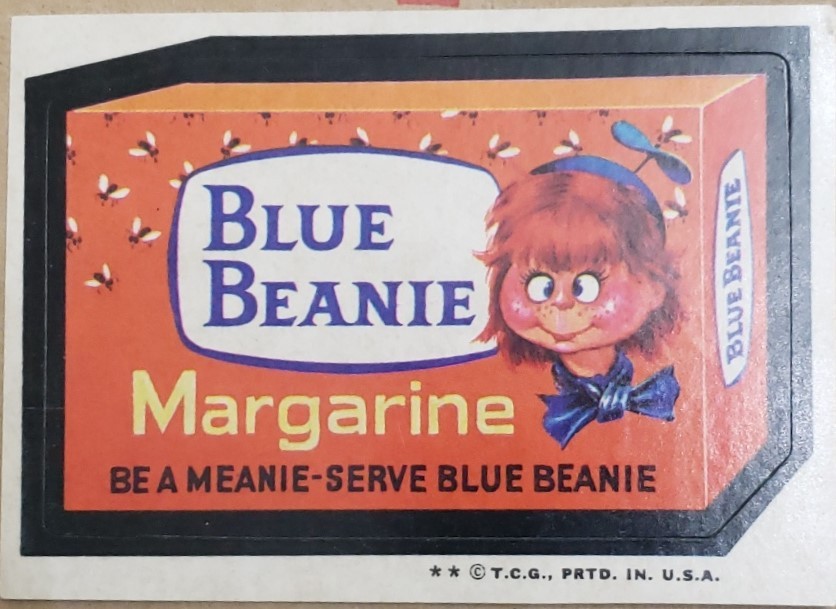 BLUE
BEANIE
Margarine
BE A MEANIE-SERVE BLUE BEANIE
BLUE BEANIE
** © T.C.G., PRTD. IN. U.S.A.